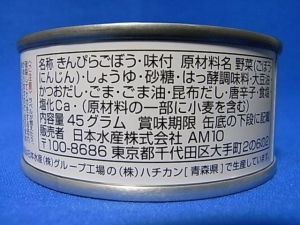 名称 きんぴらごぼう・味付 原材料名 野菜(ごぼう
にんじん)・しょうゆ・砂糖・はっ酵調味料・大豆油
かつおだし・ごま・ごま油・昆布だし・唐辛子・食塩
塩化Ca・(原材料の一部に小麦を含む)
内容量 45グラム 賞味期限 缶底の下段に記載
販売者 日本水産株式会社 AM10
〒100-8686 東京都千代田区大手町2の602
日本水産(株)グループ工場の(株)ハチカン[青森県]で生産しています。